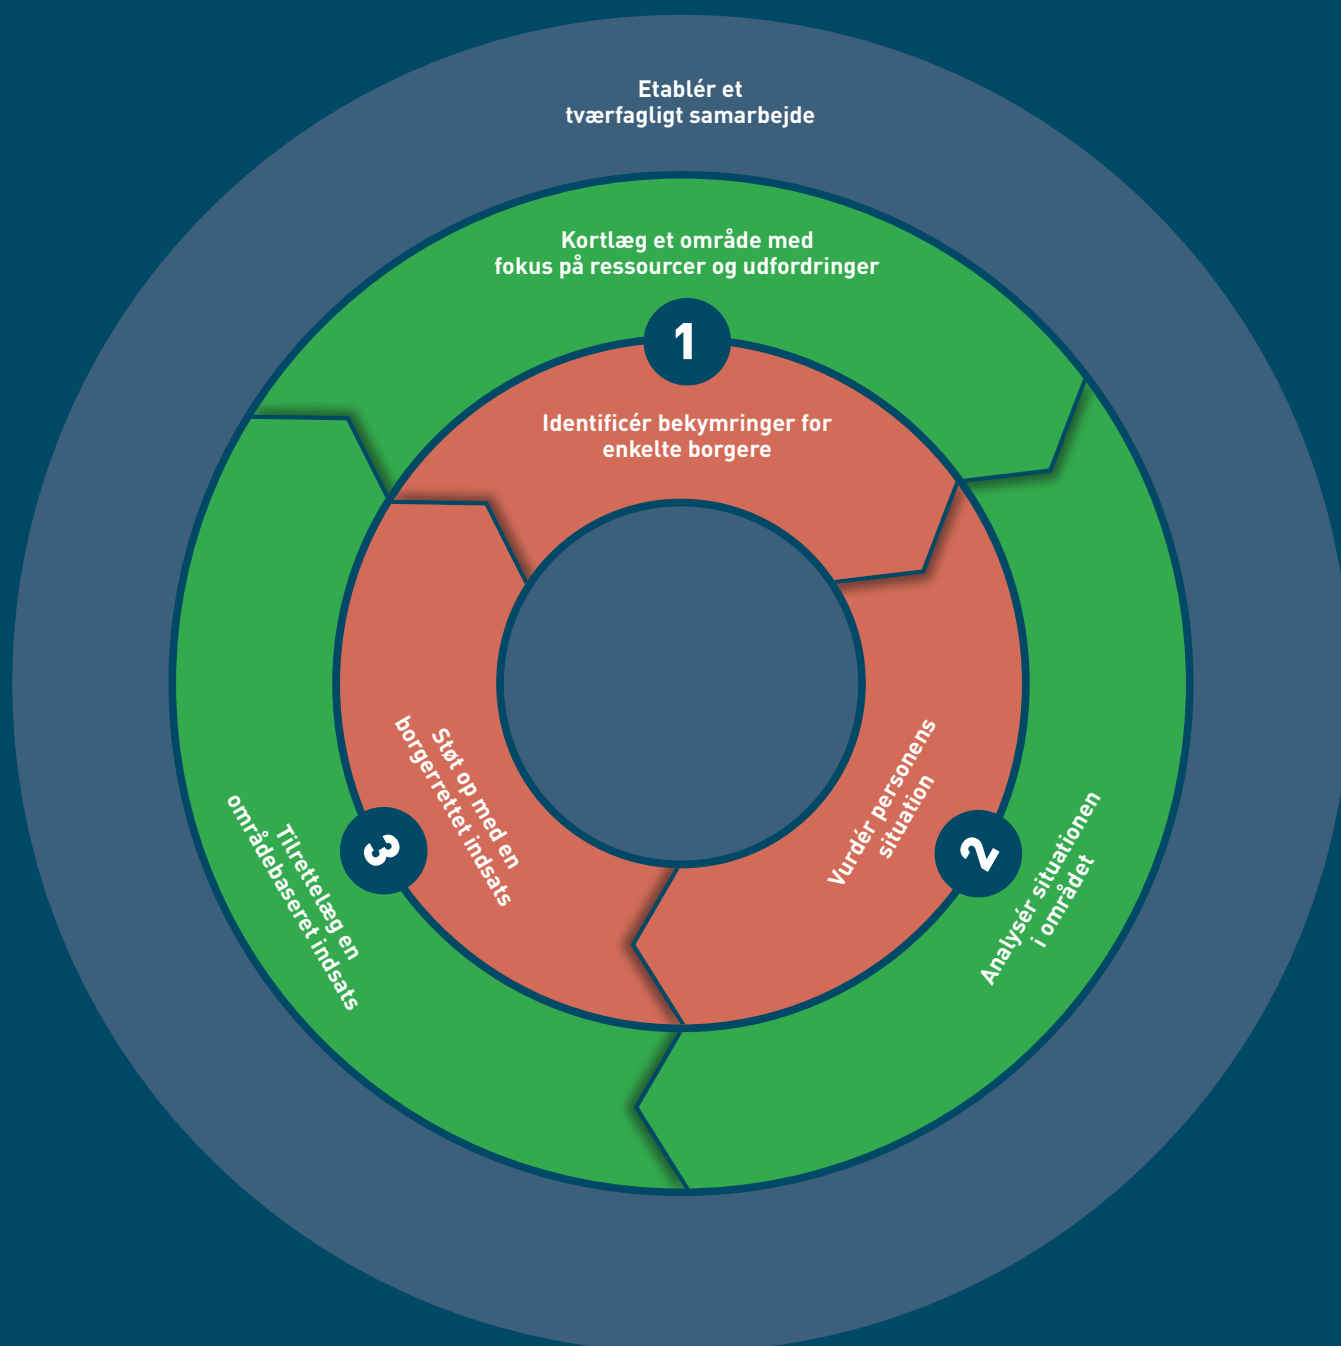 Etablér et
tværfagligt samarbejde
Kortlæg et område med
fokus på ressourcer og udfordringer
1
Identificér bekymringer for
enkelte borgere
Vurdér personens
situation
2
Analysér situationen
i området
Støt op med en
borgerrettet indsats
3
Tilrettelæg en
områdebaseret indsats